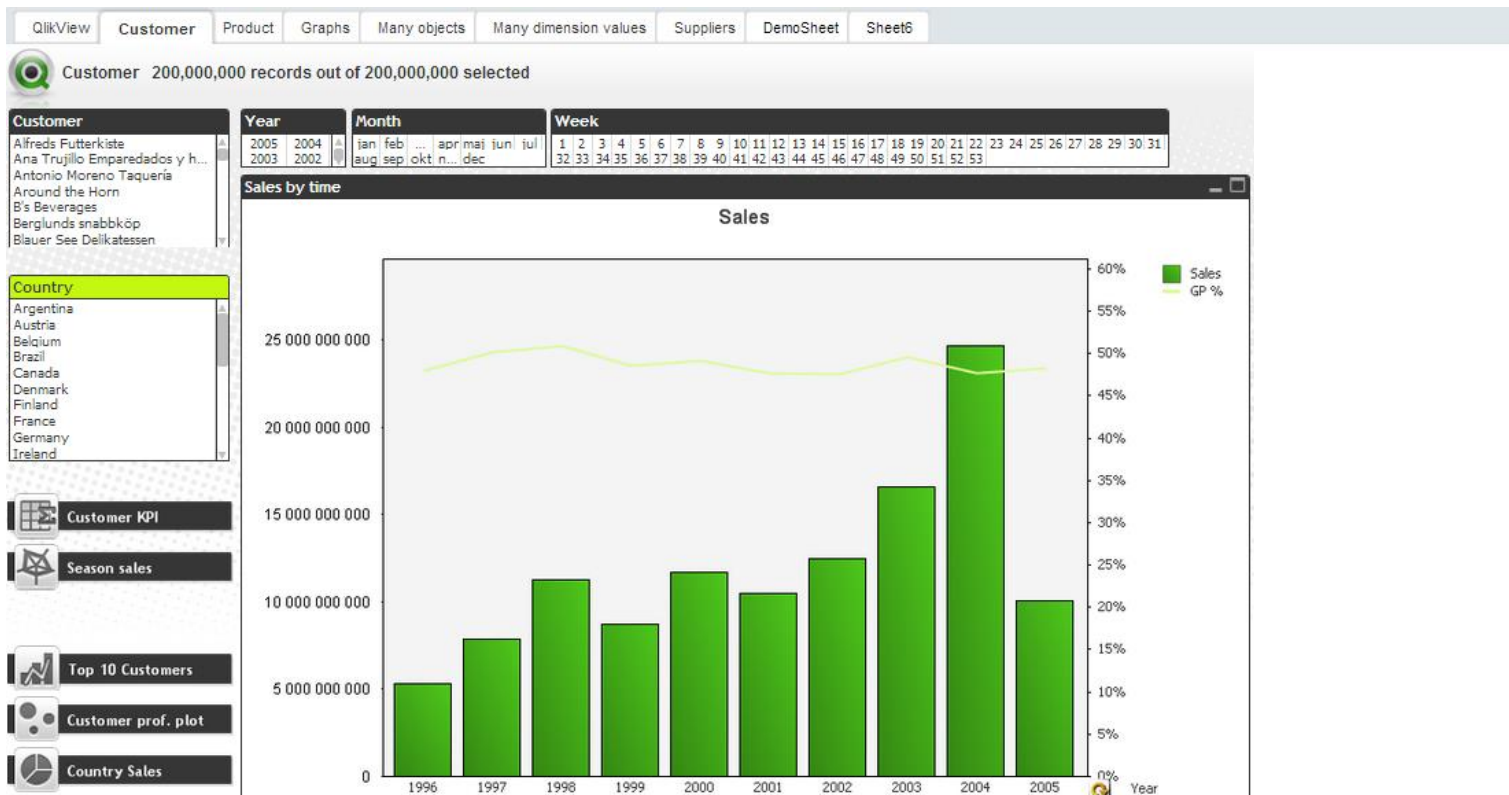 QlikView Customer Product Graphs Many objects Many dimension values Suppliers DemoSheet Sheet6
Customer 200,000,000 records out of 200,000,000 selected
Customer
Alfreds Futterkiste
Ana Trujillo Emparedados y h...
Antonio Moreno Taquería
Around the Horn
B's Beverages
Berglunds snabbköp
Blauer See Delikatessen
Year
2005 2004
2003 2002
Month
jan feb ... apr maj jun jul
aug sep okt n... dec
Week
1 2 3 4 5 6 7 8 9 10 11 12 13 14 15 16 17 18 19 20 21 22 23 24 25 26 27 28 29 30 31
32 33 34 35 36 37 38 39 40 41 42 43 44 45 46 47 48 49 50 51 52 53
Country
Argentina
Austria
Belgium
Brazil
Canada
Denmark
Finland
France
Germany
Ireland
Customer KPI
Season sales
Top 10 Customers
Customer prof. plot
Country Sales
Sales by time
Sales
25 000 000 000
20 000 000 000
15 000 000 000
10 000 000 000
5 000 000 000
0
60%
55%
50%
45%
40%
35%
30%
25%
20%
15%
10%
5%
0%
Sales
GP %
1996 1997 1998 1999 2000 2001 2002 2003 2004 2005 Year